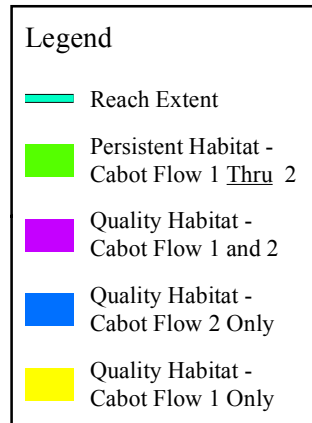 Legend
Reach Extent
Persistent Habitat -
Cabot Flow 1 Thru 2
Quality Habitat -
Cabot Flow 1 and 2
Quality Habitat -
Cabot Flow 2 Only
Quality Habitat -
Cabot Flow 1 Only